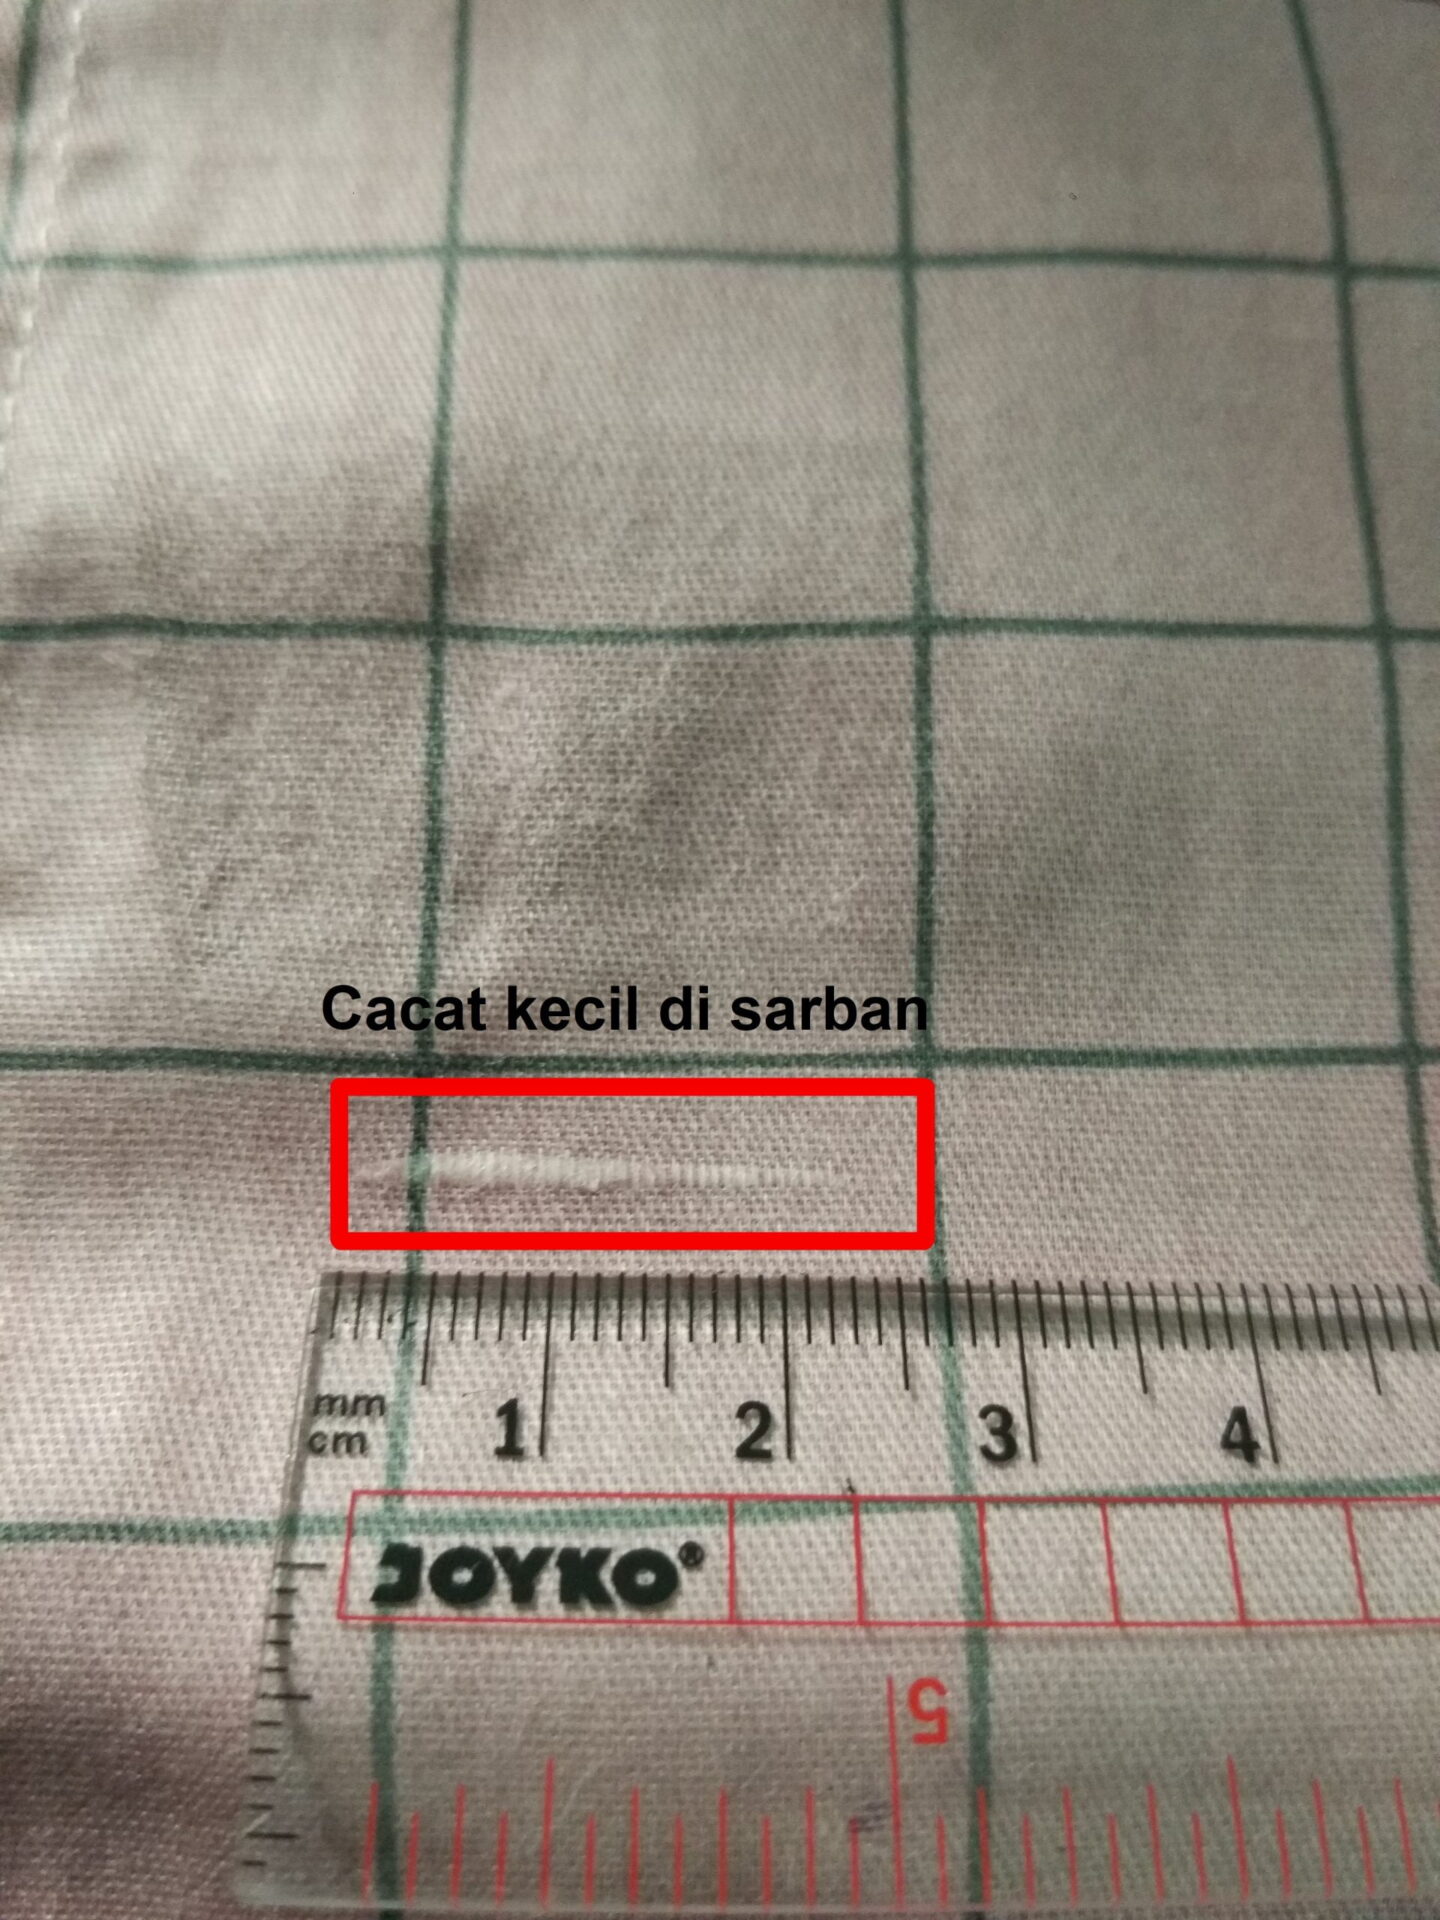 Cacat kecil di sarban
mm
cm
1 2 3 4
JOYKO®
5